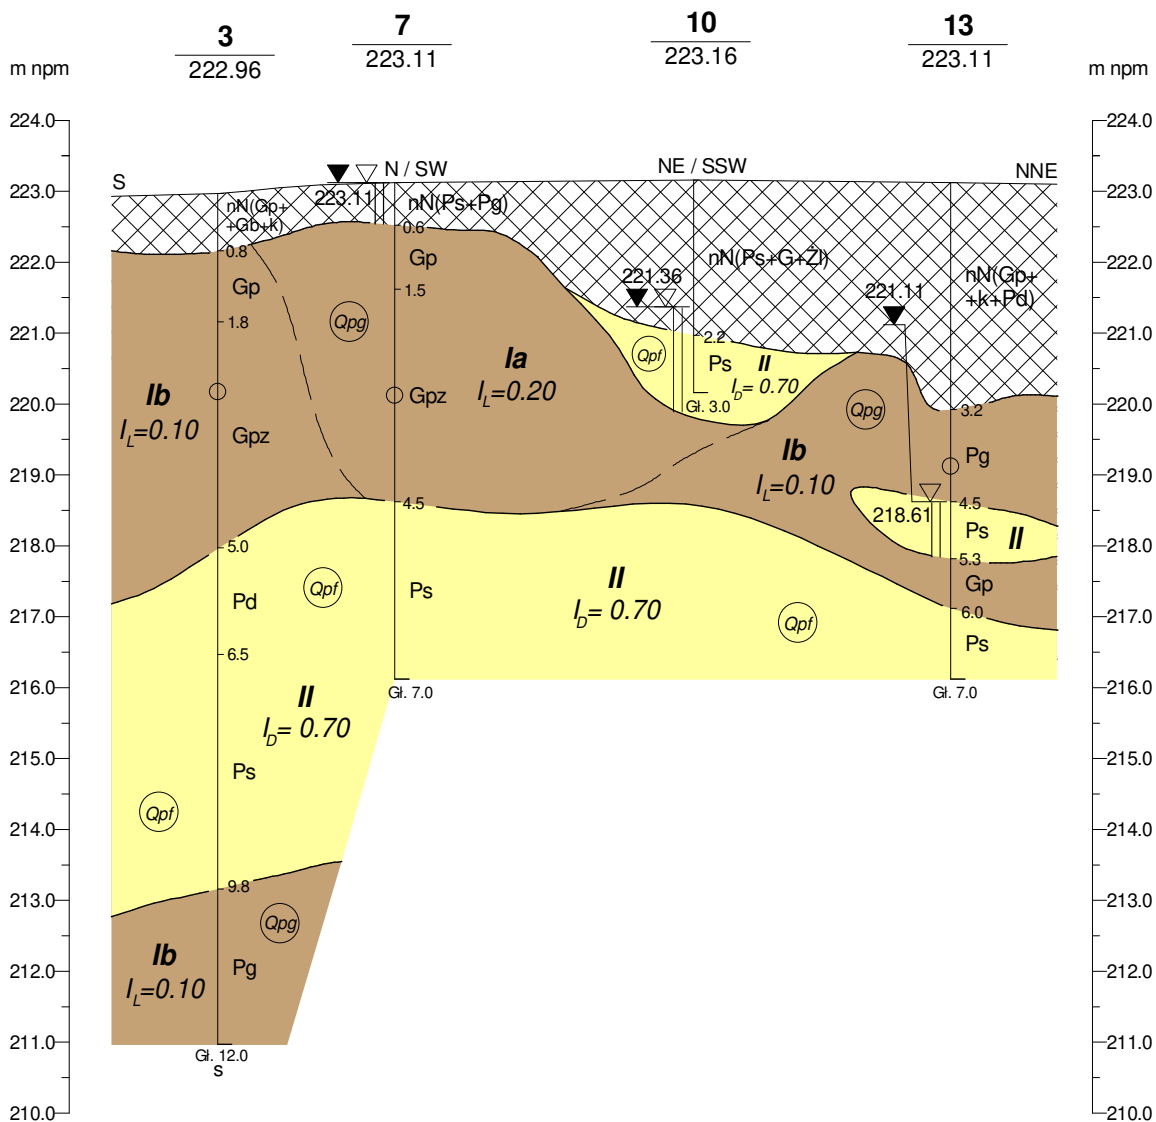 3
222.96
7
223.11
10
223.16
13
223.11
m npm
m npm
224.0
224.0
S
N / SW
NE / SSW
NNE
223.0
223.0
223.11
nN(Gp+
+Gb+k)
nN(Ps+Pg)
0.6
0.8
nN(Ps+G+Żl)
nN(Gp+
+k+Pd)
222.0
222.0
Gp
Gp
1.5
221.36
221.11
1.8
Qpg
221.0
221.0
2.2
Qpf
Ps
II
I_D= 0.70
Gł. 3.0
Ia
I_L=0.20
Ib
I_L=0.10
Gpz
Gpz
220.0
220.0
Qpg
3.2
Ib
I_L=0.10
Pg
219.0
219.0
4.5
4.5
218.61
Ps
II
5.0
5.3
218.0
218.0
Qpf
Pd
Ps
II
I_D= 0.70
Gp
6.0
217.0
217.0
Qpf
Ps
6.5
216.0
216.0
Gł. 7.0
Gł. 7.0
II
I_D= 0.70
215.0
215.0
Ps
Qpf
214.0
214.0
9.8
213.0
213.0
Qpg
Ib
I_L=0.10
Pg
212.0
212.0
211.0
211.0
Gł. 12.0
S
210.0
210.0